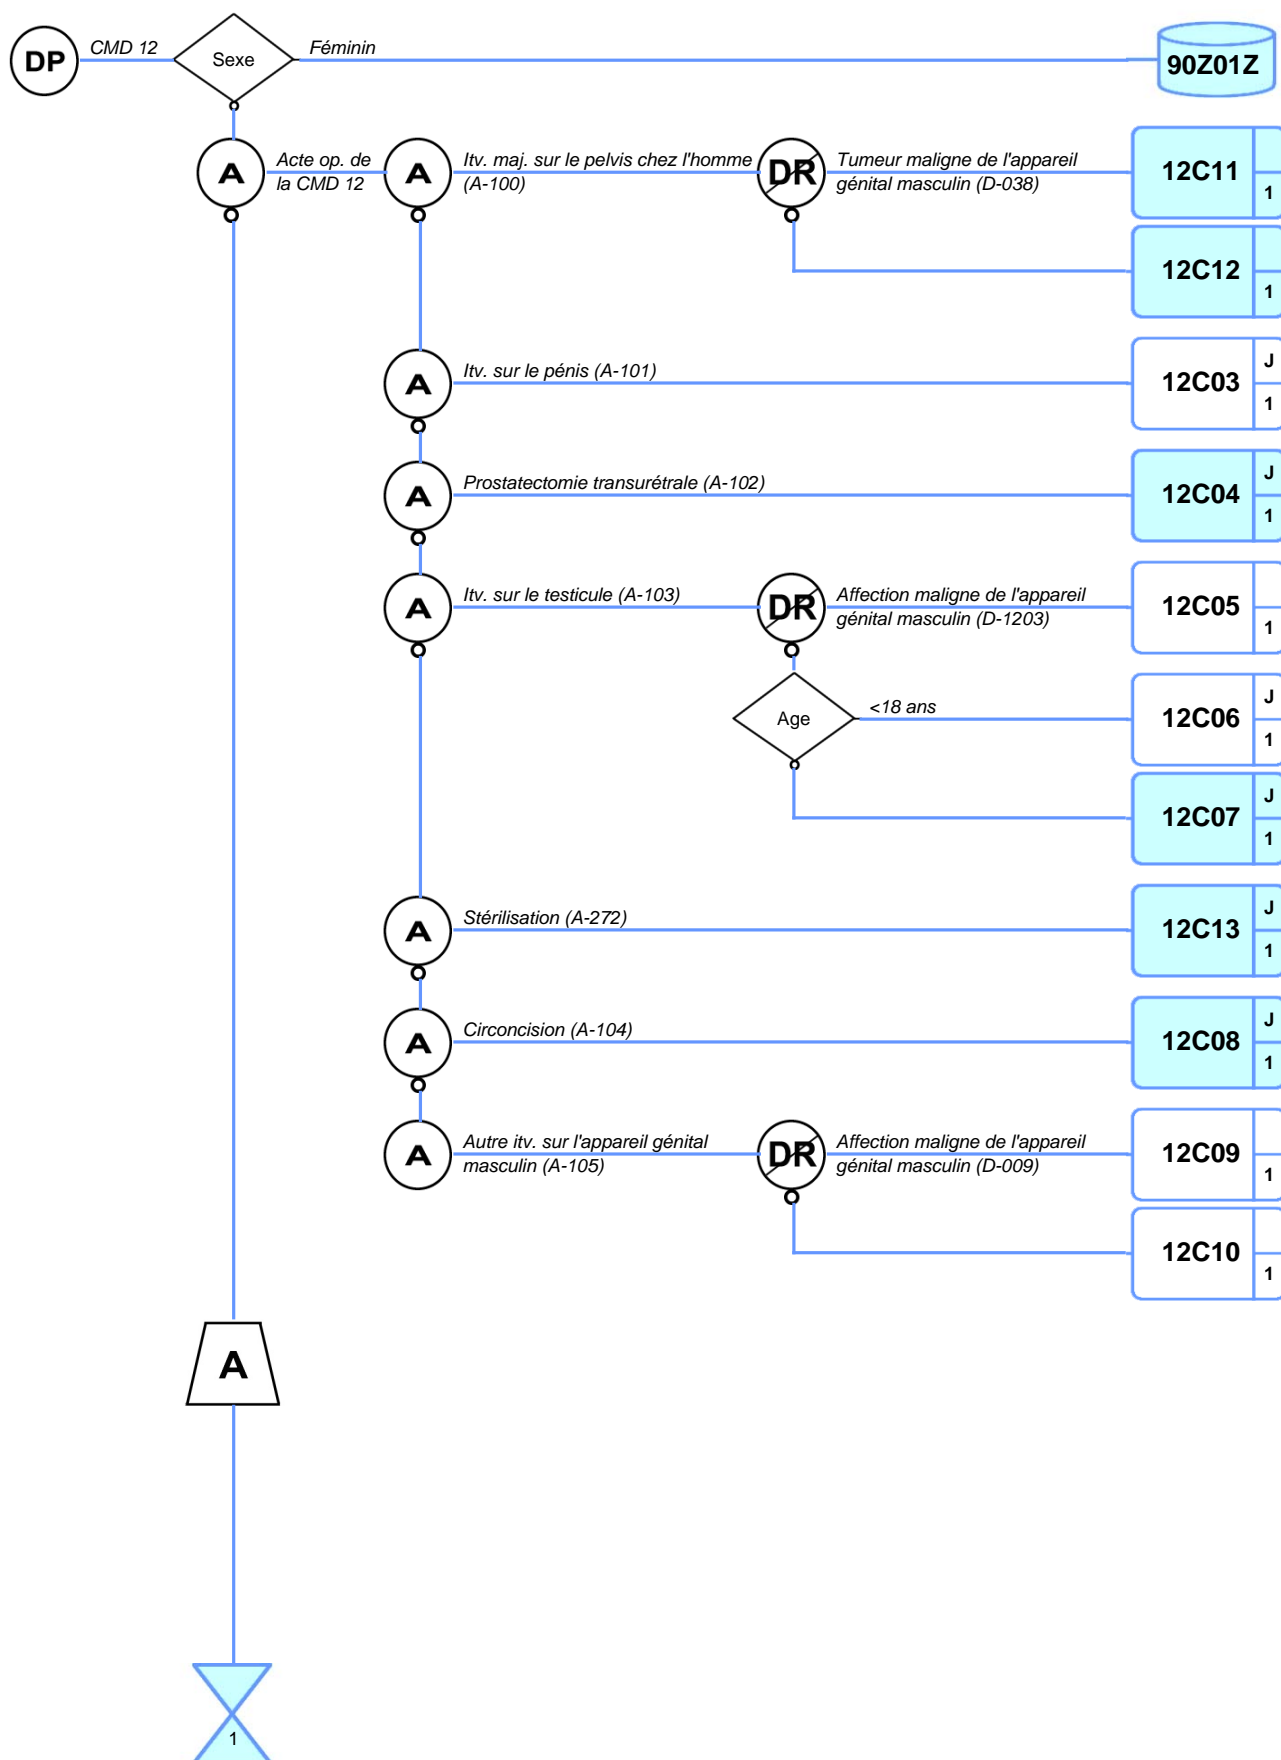 DP
CMD 12
Sexe
Féminin
90Z01Z
A
Acte op. de
la CMD 12
A
Itv. maj. sur le pelvis chez l'homme
(A-100)
DR
Tumeur maligne de l'appareil
génital masculin (D-038)
12C11
1
12C12
1
A
Itv. sur le pénis (A-101)
12C03
J
1
A
Prostatectomie transurétrale (A-102)
12C04
J
1
A
Itv. sur le testicule (A-103)
DR
Affection maligne de l'appareil
génital masculin (D-1203)
12C05
1
Age
<18 ans
12C06
J
1
12C07
J
1
A
Stérilisation (A-272)
12C13
J
1
A
Circoncision (A-104)
12C08
J
1
A
Autre itv. sur l'appareil génital
masculin (A-105)
DR
Affection maligne de l'appareil
génital masculin (D-009)
12C09
1
12C10
1
A
1